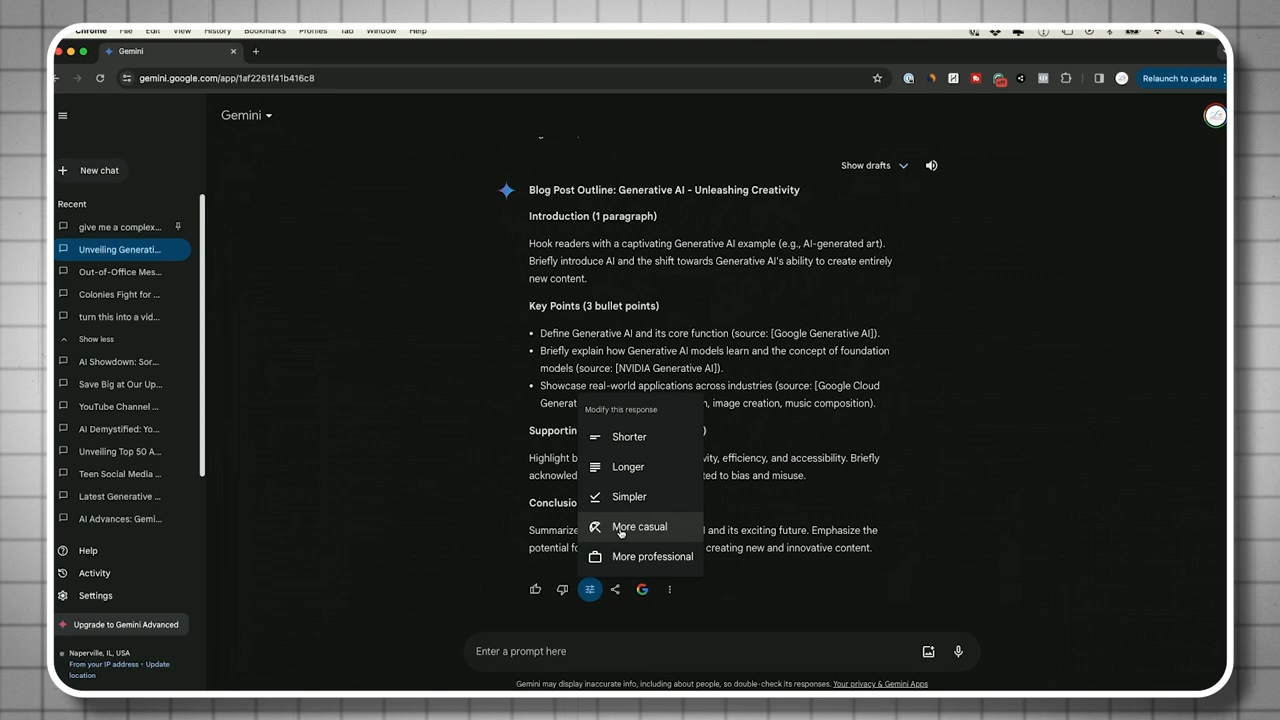 Chrome File Edit View History Bookmarks Profiles Tab Window Help
Gemini
gemini.google.com/app/1af2261f41b416c8
Relaunch to update
Gemini
New chat
Recent
give me a complex...
Unveiling Generati...
Out-of-Office Mes...
Colonies Fight for ...
turn this into a vid...
Show less
AI Showdown: Sor...
Save Big at Our Up...
YouTube Channel ...
AI Demystified: Yo...
Unveiling Top 50 A...
Teen Social Media ...
Latest Generative ...
AI Advances: Gemi...
Help
Activity
Settings
Upgrade to Gemini Advanced
Naperville, IL, USA
From your IP address • Update
location
Show drafts
Blog Post Outline: Generative AI - Unleashing Creativity
Introduction (1 paragraph)
Hook readers with a captivating Generative AI example (e.g., AI-generated art).
Briefly introduce AI and the shift towards Generative AI's ability to create entirely
new content.
Key Points (3 bullet points)
• Define Generative AI and its core function (source: [Google Generative AI]).
• Briefly explain how Generative AI models learn and the concept of foundation
models (source: [NVIDIA Generative AI]).
• Showcase real-world applications across industries (source: [Google Cloud
Generat , image creation, music composition).
Supportin )
Highlight b vity, efficiency, and accessibility. Briefly
acknowled ted to bias and misuse.
Conclusio
Summarize I and its exciting future. Emphasize the
potential fo creating new and innovative content.
Modify this response
Shorter
Longer
Simpler
More casual
More professional
Enter a prompt here
Gemini may display inaccurate info, including about people, so double-check its responses. Your privacy & Gemini Apps